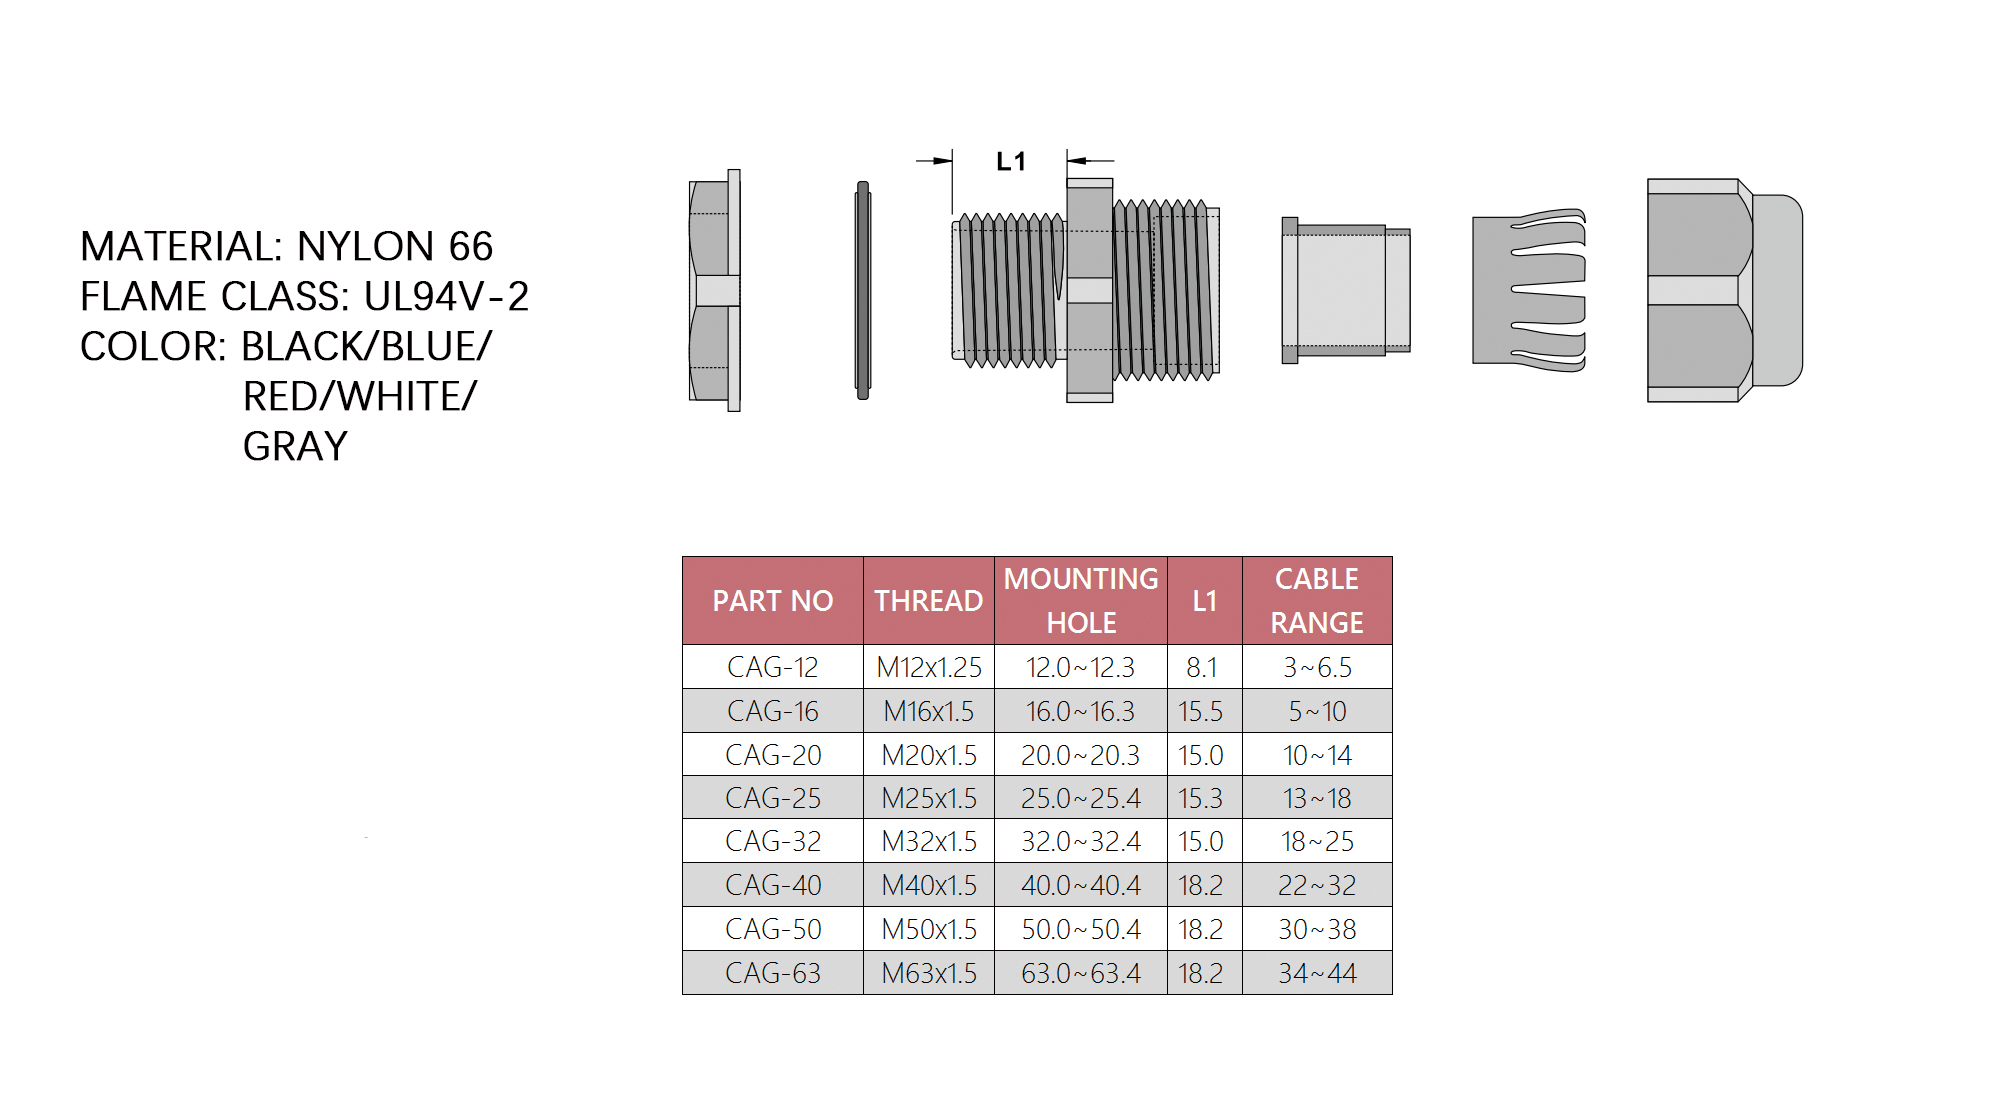 L1
MATERIAL: NYLON 66
FLAME CLASS: UL94V-2
COLOR: BLACK/BLUE/
RED/WHITE/
GRAY
PART NO THREAD MOUNTING HOLE L1 CABLE RANGE
CAG-12 M12x1.25 12.0~12.3 8.1 3~6.5
CAG-16 M16x1.5 16.0~16.3 15.5 5~10
CAG-20 M20x1.5 20.0~20.3 15.0 10~14
CAG-25 M25x1.5 25.0~25.4 15.3 13~18
CAG-32 M32x1.5 32.0~32.4 15.0 18~25
CAG-40 M40x1.5 40.0~40.4 18.2 22~32
CAG-50 M50x1.5 50.0~50.4 18.2 30~38
CAG-63 M63x1.5 63.0~63.4 18.2 34~44